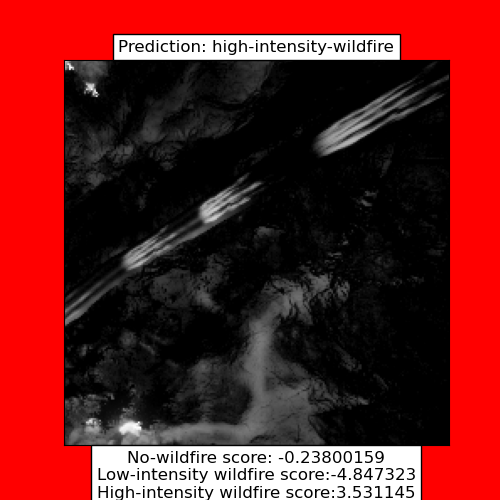 Prediction: high-intensity-wildfire
No-wildfire score: -0.23800159
Low-intensity wildfire score:-4.847323
High-intensity wildfire score:3.531145